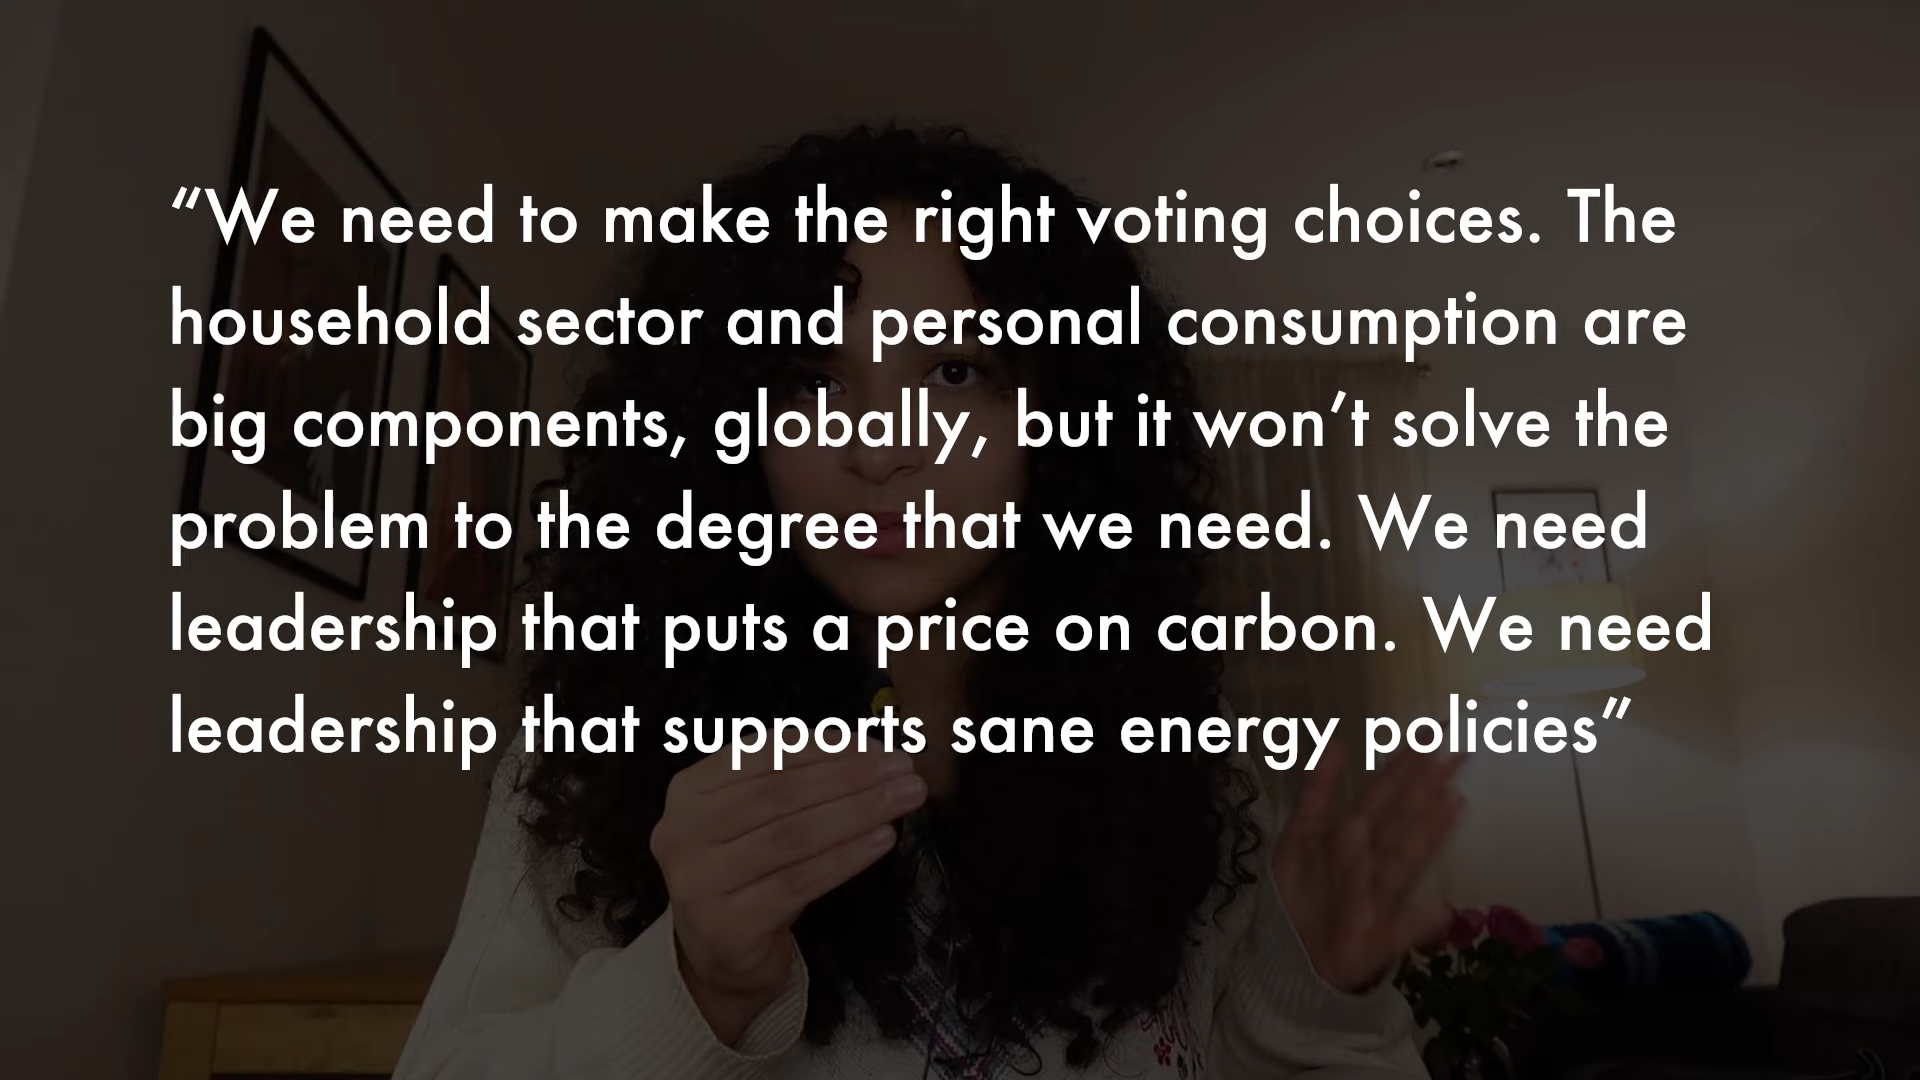 “We need to make the right voting choices. The
household sector and personal consumption are
big components, globally, but it won’t solve the
problem to the degree that we need. We need
leadership that puts a price on carbon. We need
leadership that supports sane energy policies”